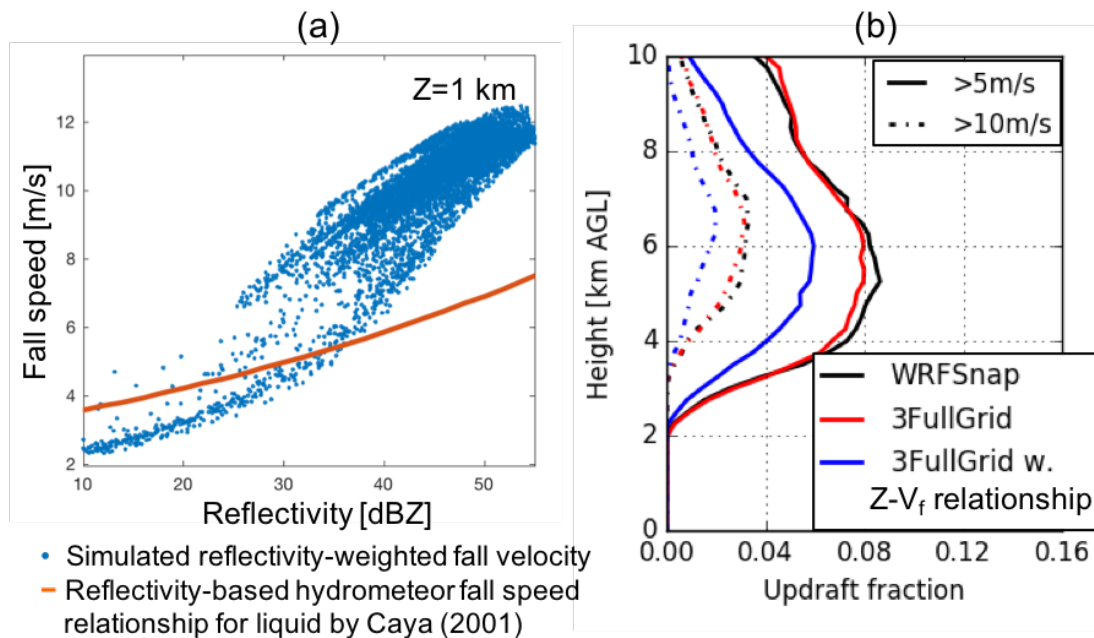 (a)
Z=1 km
12
10
8
6
4
2
10
20
30
40
50
Fall speed [m/s]
Reflectivity [dBZ]
Simulated reflectivity-weighted fall velocity
Reflectivity-based hydrometeor fall speed
relationship for liquid by Caya (2001)
(b)
10
8
6
4
2
0
0.00
0.04
0.08
0.12
0.16
Height [km AGL]
Updraft fraction
>5m/s
>10m/s
WRFSnap
3FullGrid
3FullGrid w.
Z-Vf relationship